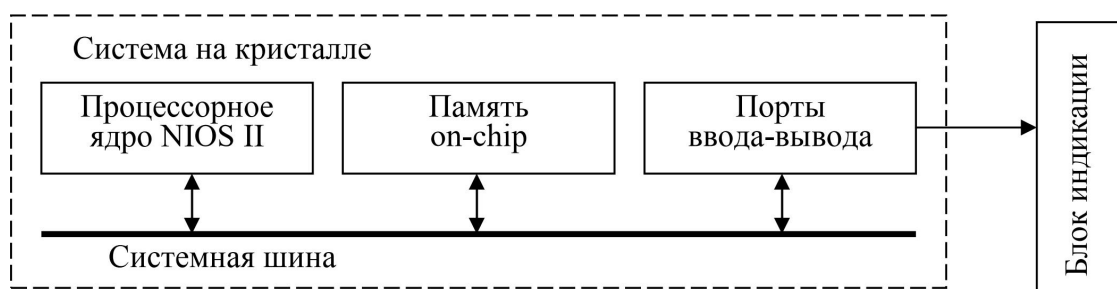 Система на кристалле
Процессорное
ядро NIOS II
Память
on-chip
Порты
ввода-вывода
Системная шина
Блок индикации